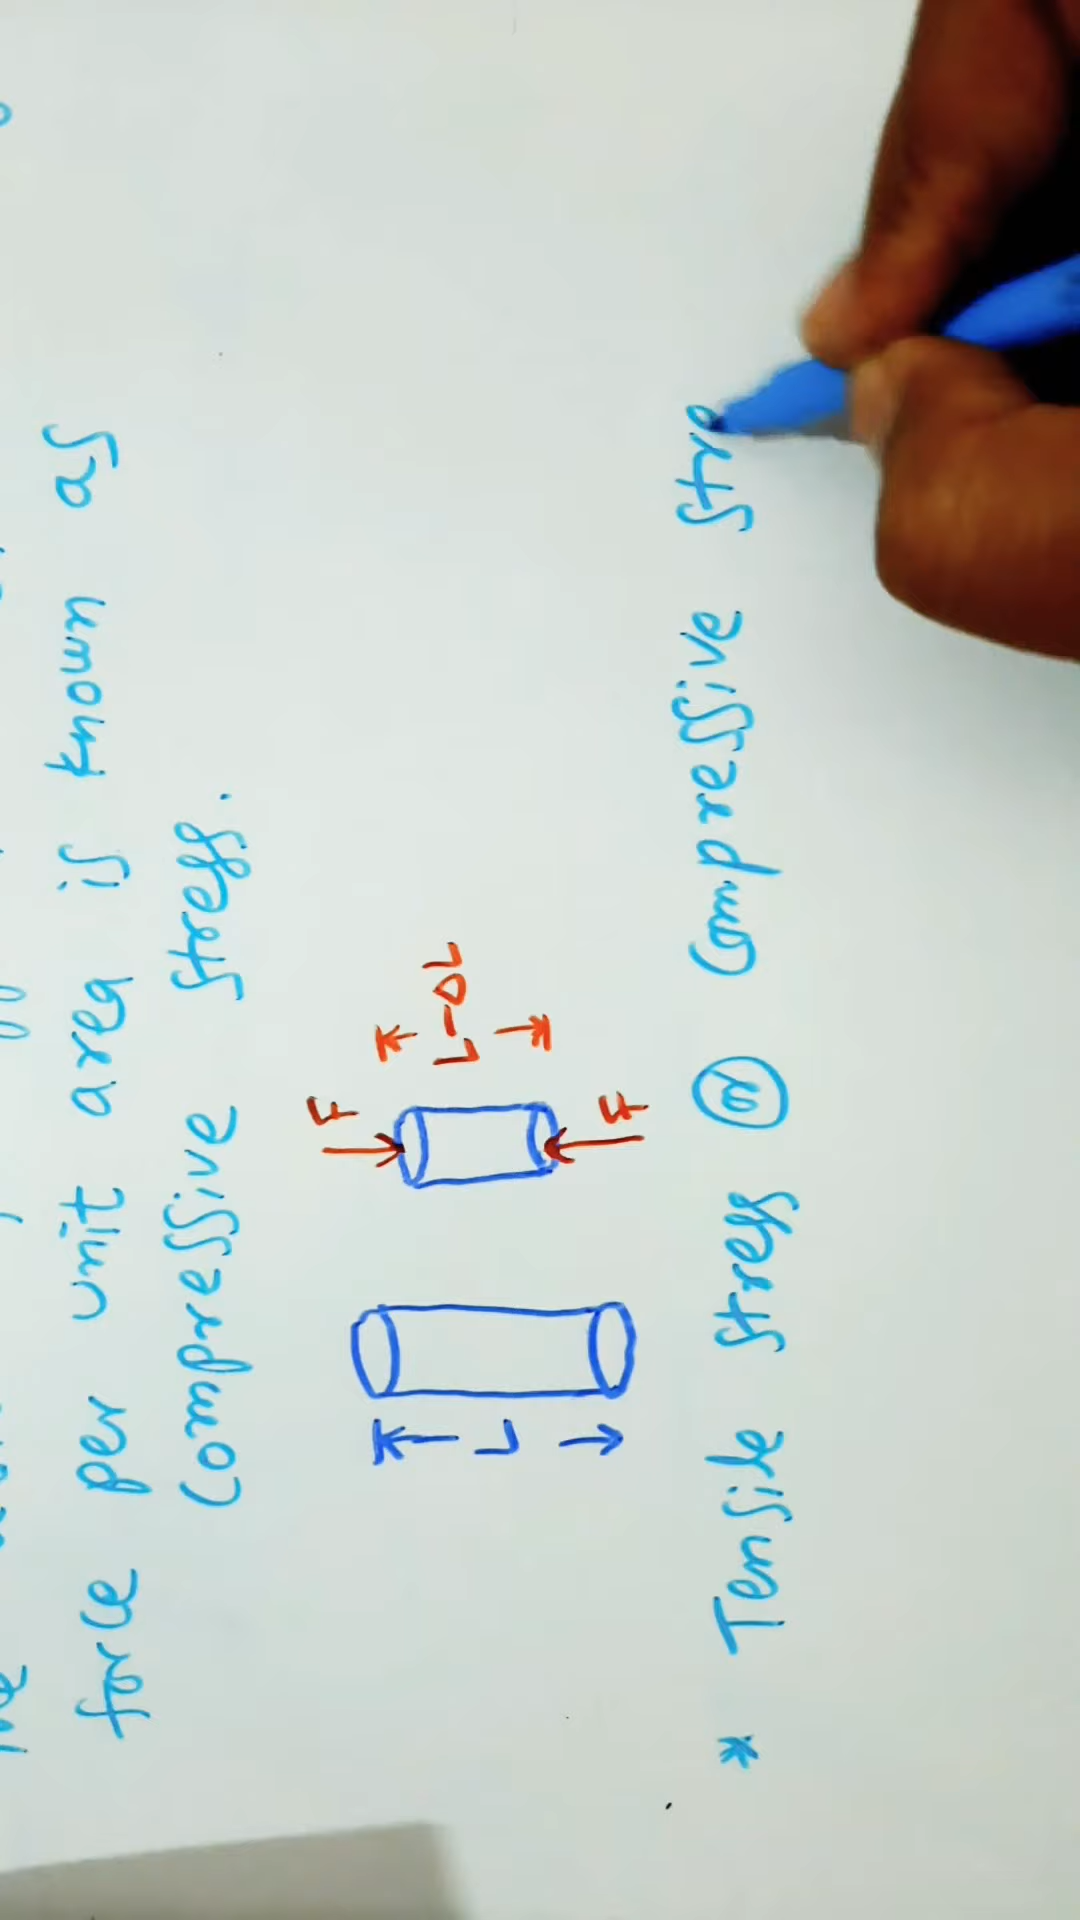 force per unit area is known as
Compressive stress.
L
F
L-ΔL
F
* Tensile stress or Compressive Stre